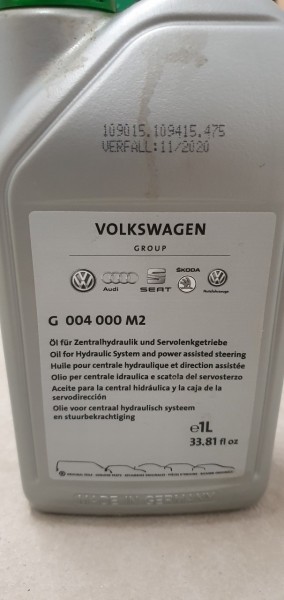 109015.109415.475
VERFALL:11/2020
VOLKSWAGEN
GROUP
Audi SEAT ŠKODA Nutzfahrzeuge
G 004 000 M2
Öl für Zentralhydraulik und Servolenkgetriebe
Oil for Hydraulic System and power assisted steering
Huile pour centrale hydraulique et direction assistée
Olio per centrale idraulica e scatola del servosterzo
Aceite para la central hidráulica y la caja de la
servodirección
Olie voor centraal hydraulisch systeem
en stuurbekrachtiging
℮1L
33.81 fl oz
MADE IN GERMANY